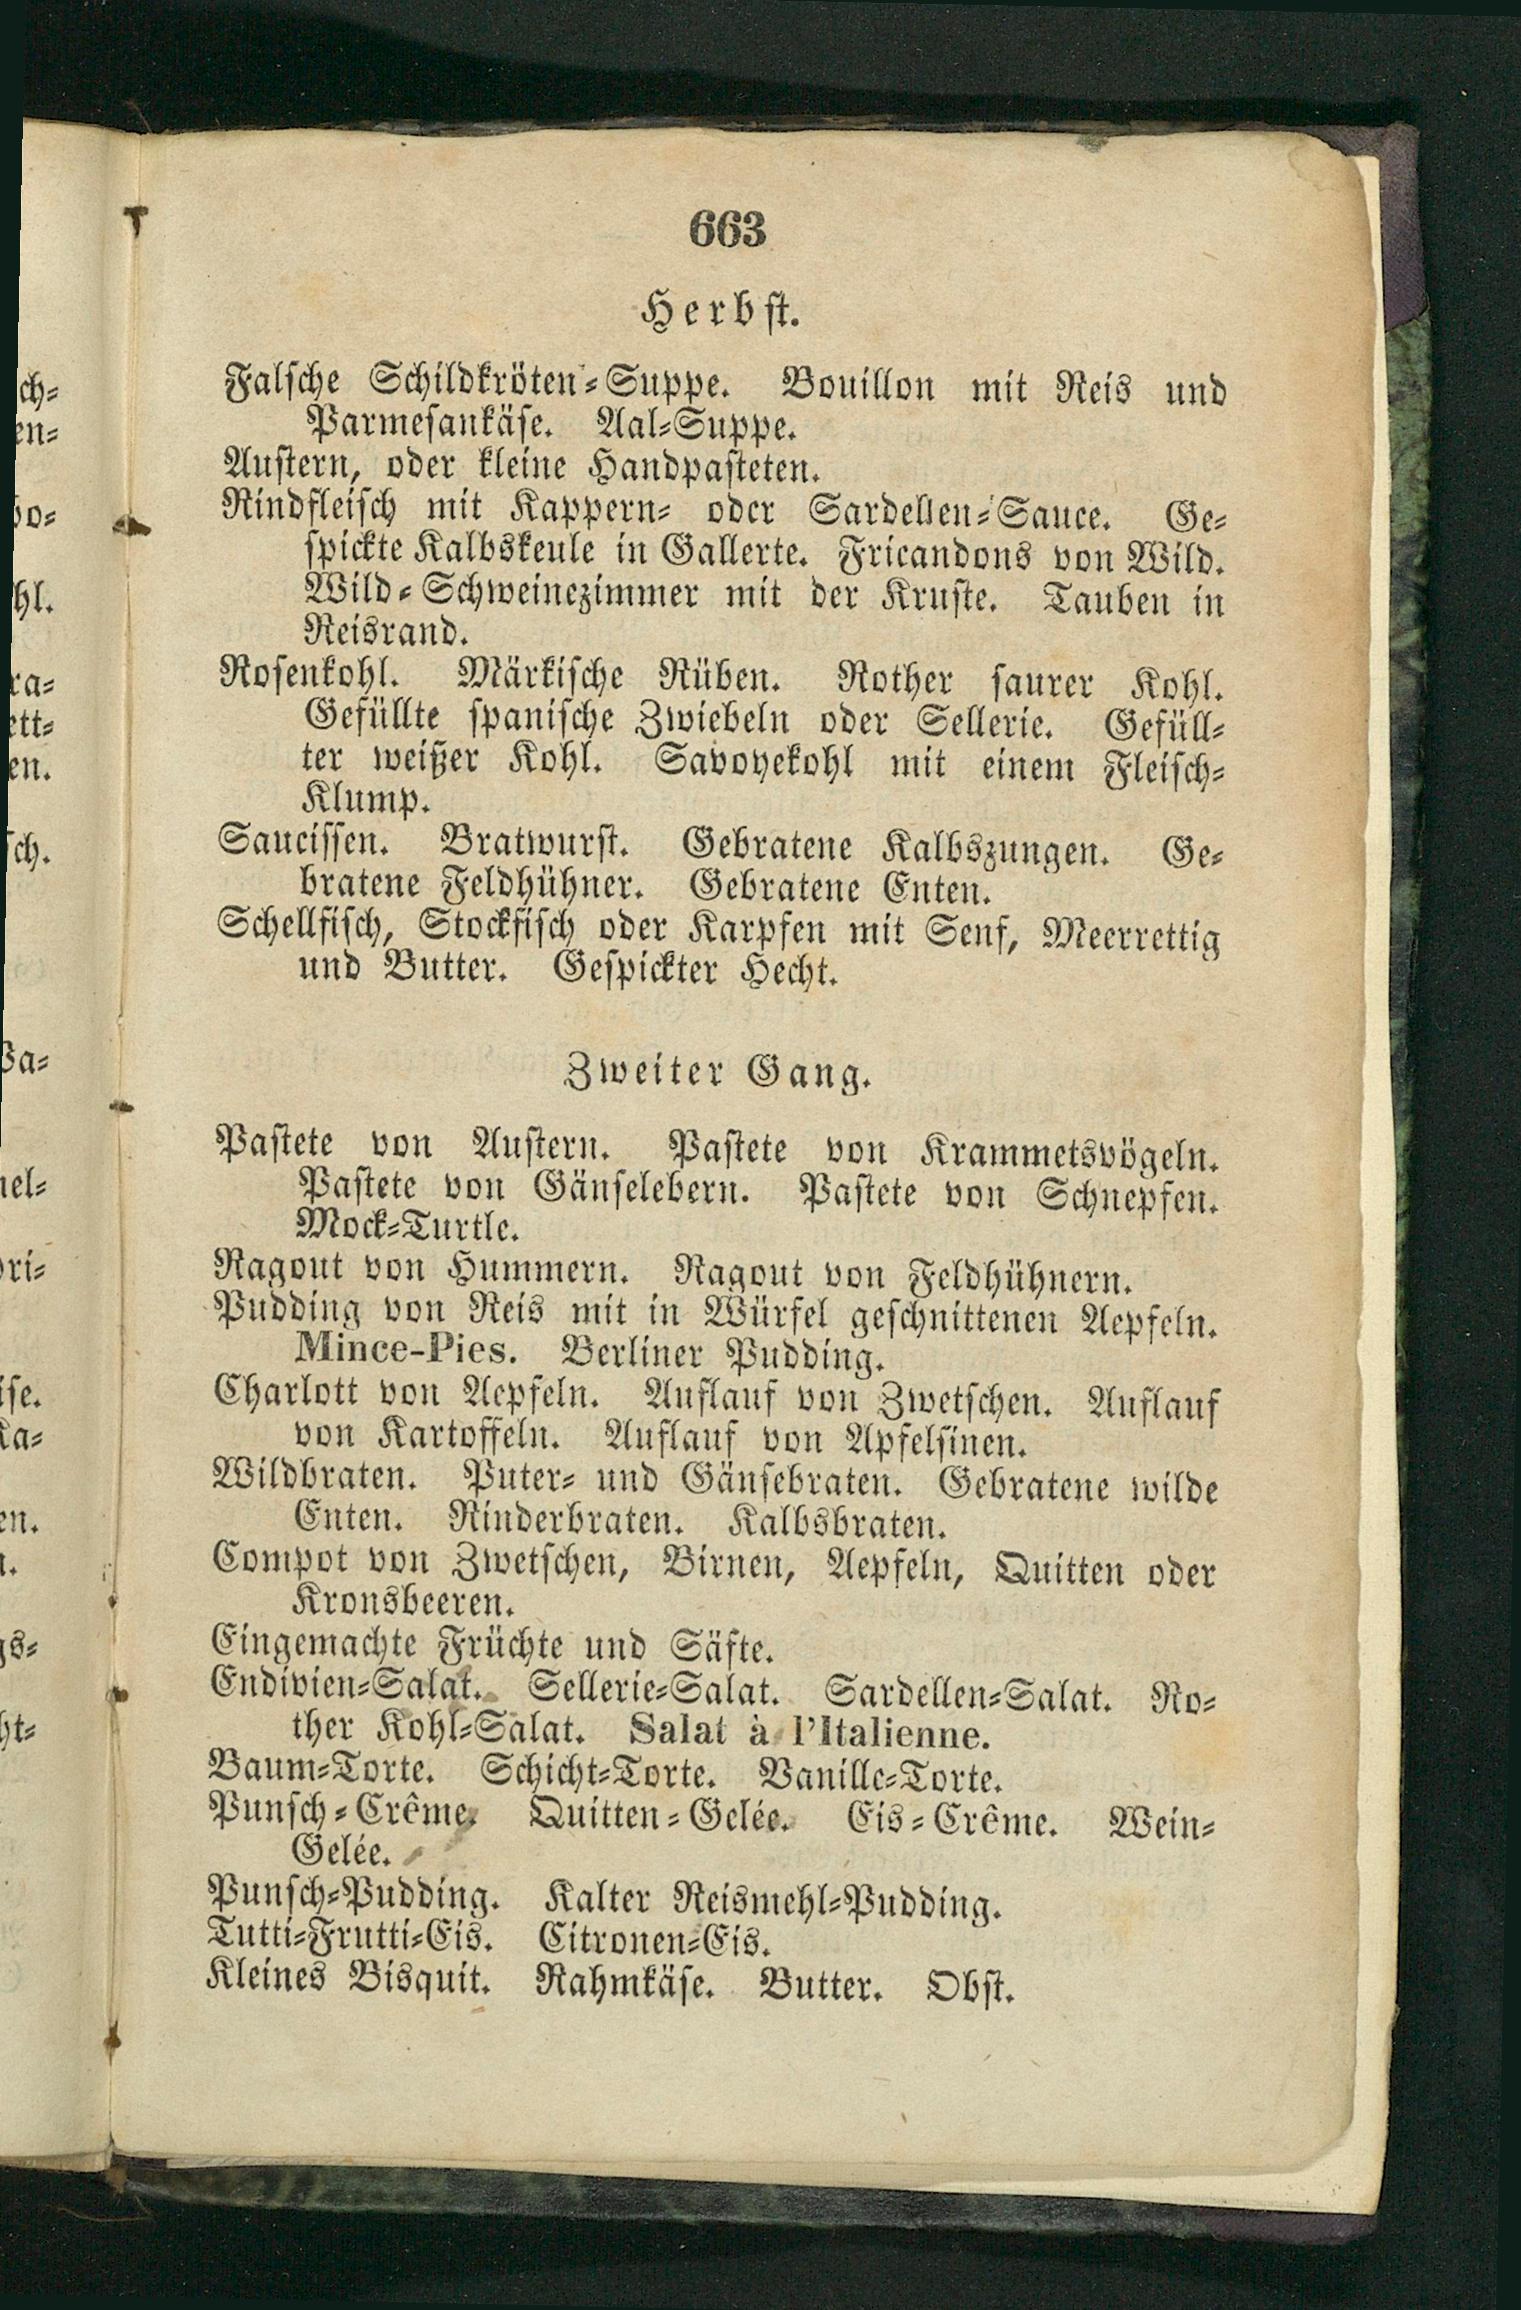 663
Herbst.
Falsche Schildkröten-Suppe. Bouillon mit Reis und
Parmesankäse. Aal-Suppe.
Austern, oder kleine Handpasteten.
Rindfleisch mit Kappern- oder Sardellen-Sauce. Ge-
spickte Kalbskeule in Gallerte. Fricandons von Wild.
Wild-Schweinezimmer mit der Kruste. Tauben in
Reisrand.
Rosenkohl. Märkische Rüben. Rother saurer Kohl.
Gefüllte spanische Zwiebeln oder Sellerie. Gefüll-
ter weißer Kohl. Savoyekohl mit einem Fleisch-
Klump.
Saucissen. Bratwurst. Gebratene Kalbszungen. Ge-
bratene Feldhühner. Gebratene Enten.
Schellfisch, Stockfisch oder Karpfen mit Senf, Meerrettig
und Butter. Gespickter Hecht.
Zweiter Gang.
Pastete von Austern. Pastete von Krammetsvögeln.
Pastete von Gänselebern. Pastete von Schnepfen.
Mock-Turtle.
Ragout von Hummern. Ragout von Feldhühnern.
Pudding von Reis mit in Würfel geschnittenen Aepfeln.
Mince-Pies. Berliner Pudding.
Charlott von Aepfeln. Auflauf von Zwetschen. Auflauf
von Kartoffeln. Auflauf von Apfelsinen.
Wildbraten. Puter- und Gänsebraten. Gebratene wilde
Enten. Rinderbraten. Kalbsbraten.
Compot von Zwetschen, Birnen, Aepfeln, Quitten oder
Kronsbeeren.
Eingemachte Früchte und Säfte.
Endivien-Salat. Sellerie-Salat. Sardellen-Salat. Ro-
ther Kohl-Salat. Salat à l'Italienne.
Baum-Torte. Schicht-Torte. Vanille-Torte.
Punsch-Crême. Quitten-Gelée. Eis-Crême. Wein-
Gelée.
Punsch-Pudding. Kalter Reismehl-Pudding.
Tutti-Frutti-Eis. Citronen-Eis.
Kleines Bisquit. Rahmkäse. Butter. Obst.